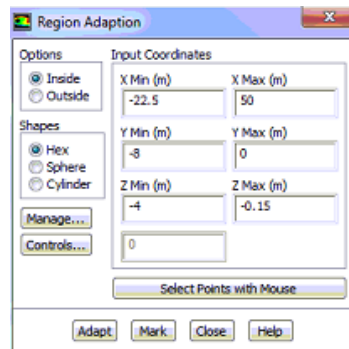 Region Adaption
Options
Inside
Outside
Shapes
Hex
Sphere
Cylinder
Manage...
Controls...
Input Coordinates
X Min (m) X Max (m)
-22.5 50
Y Min (m) Y Max (m)
-8 0
Z Min (m) Z Max (m)
-4 -0.15
0
Select Points with Mouse
Adapt Mark Close Help